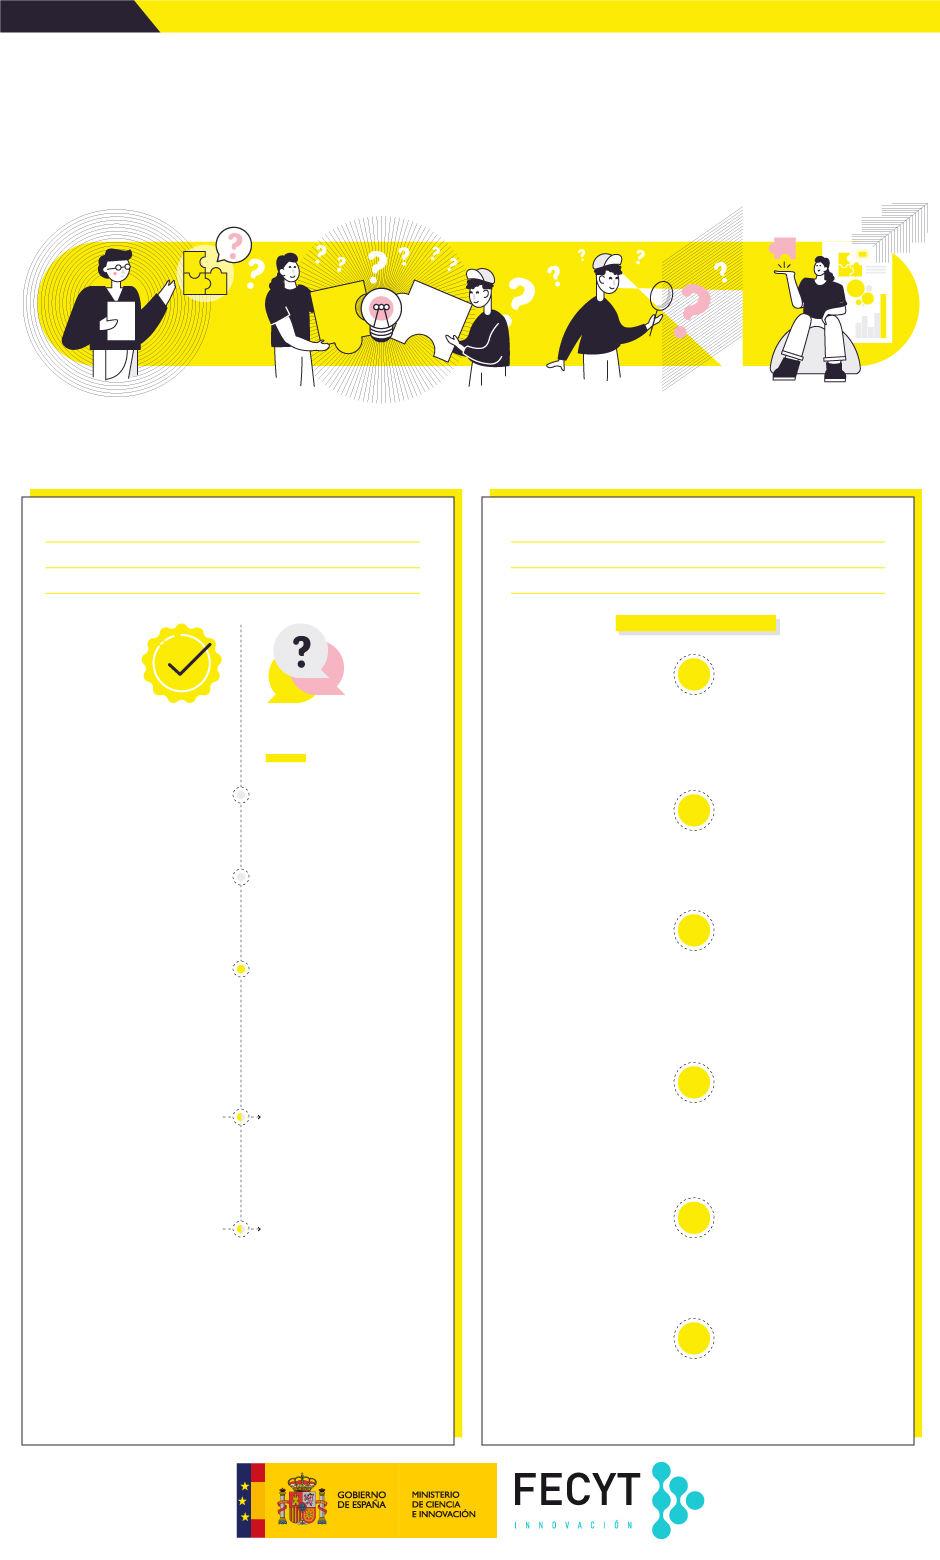 GOBIERNO
DE ESPAÑA
MINISTERIO
DE CIENCIA
E INNOVACIÓN
FECYT
INNOVACIÓN